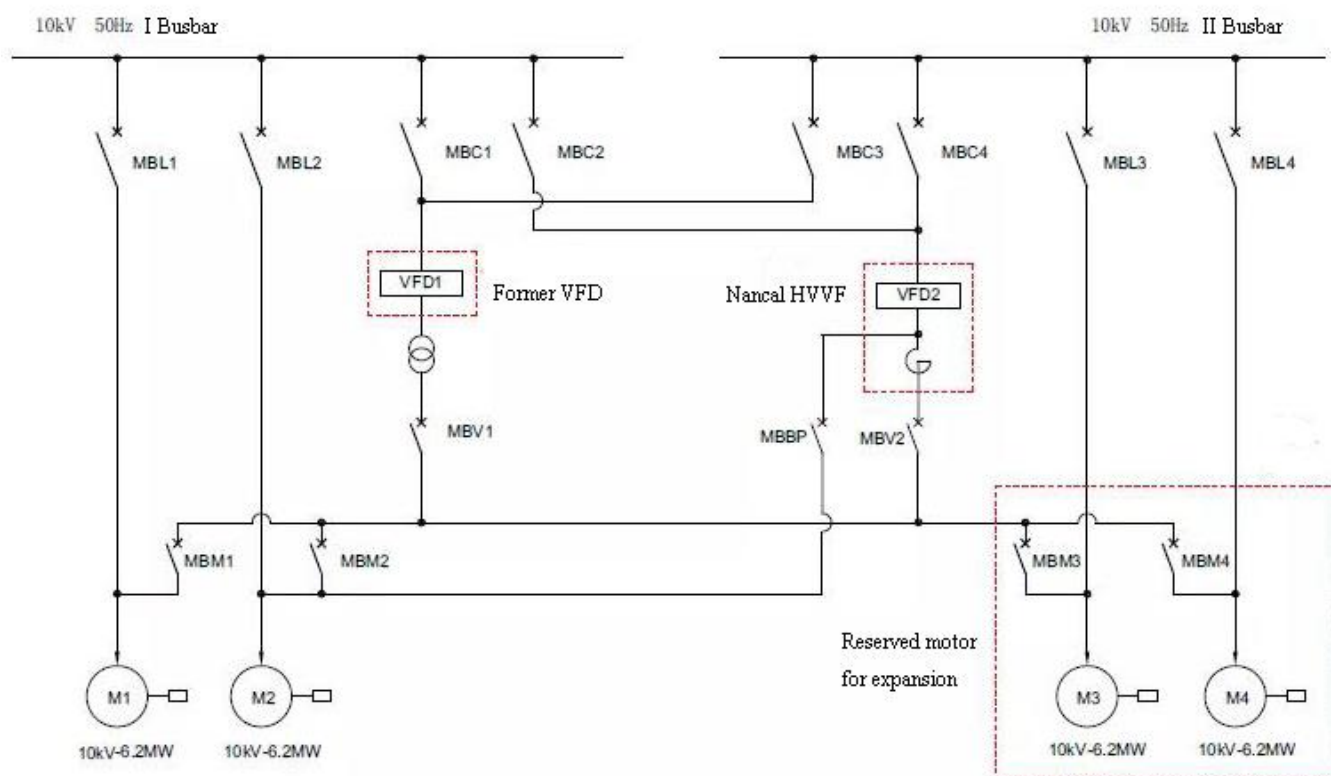 10kV 50Hz I Busbar
10kV 50Hz II Busbar
MBL1
MBL2
MBC1
MBC2
MBC3
MBC4
MBL3
MBL4
VFD1
Former VFD
Nancal HVVF
VFD2
MBV1
MBBP
MBV2
MBM1
MBM2
MBM3
MBM4
Reserved motor
for expansion
M1
M2
M3
M4
10kV-6.2MW
10kV-6.2MW
10kV-6.2MW
10kV-6.2MW